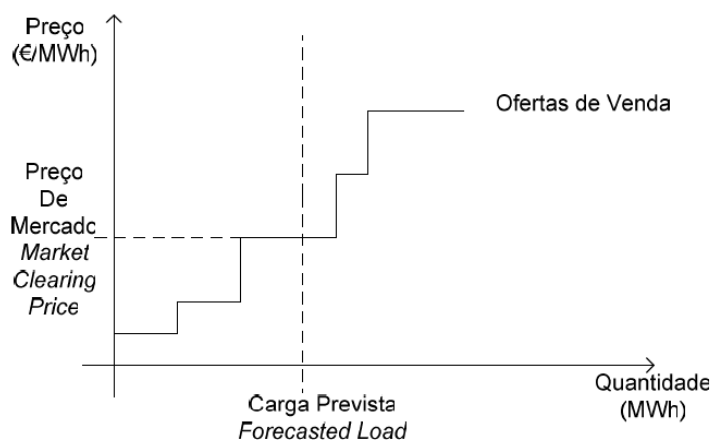 Preço
(€/MWh)
Ofertas de Venda
Preço
De
Mercado
Market
Clearing
Price
Quantidade
(MWh)
Carga Prevista
Forecasted Load